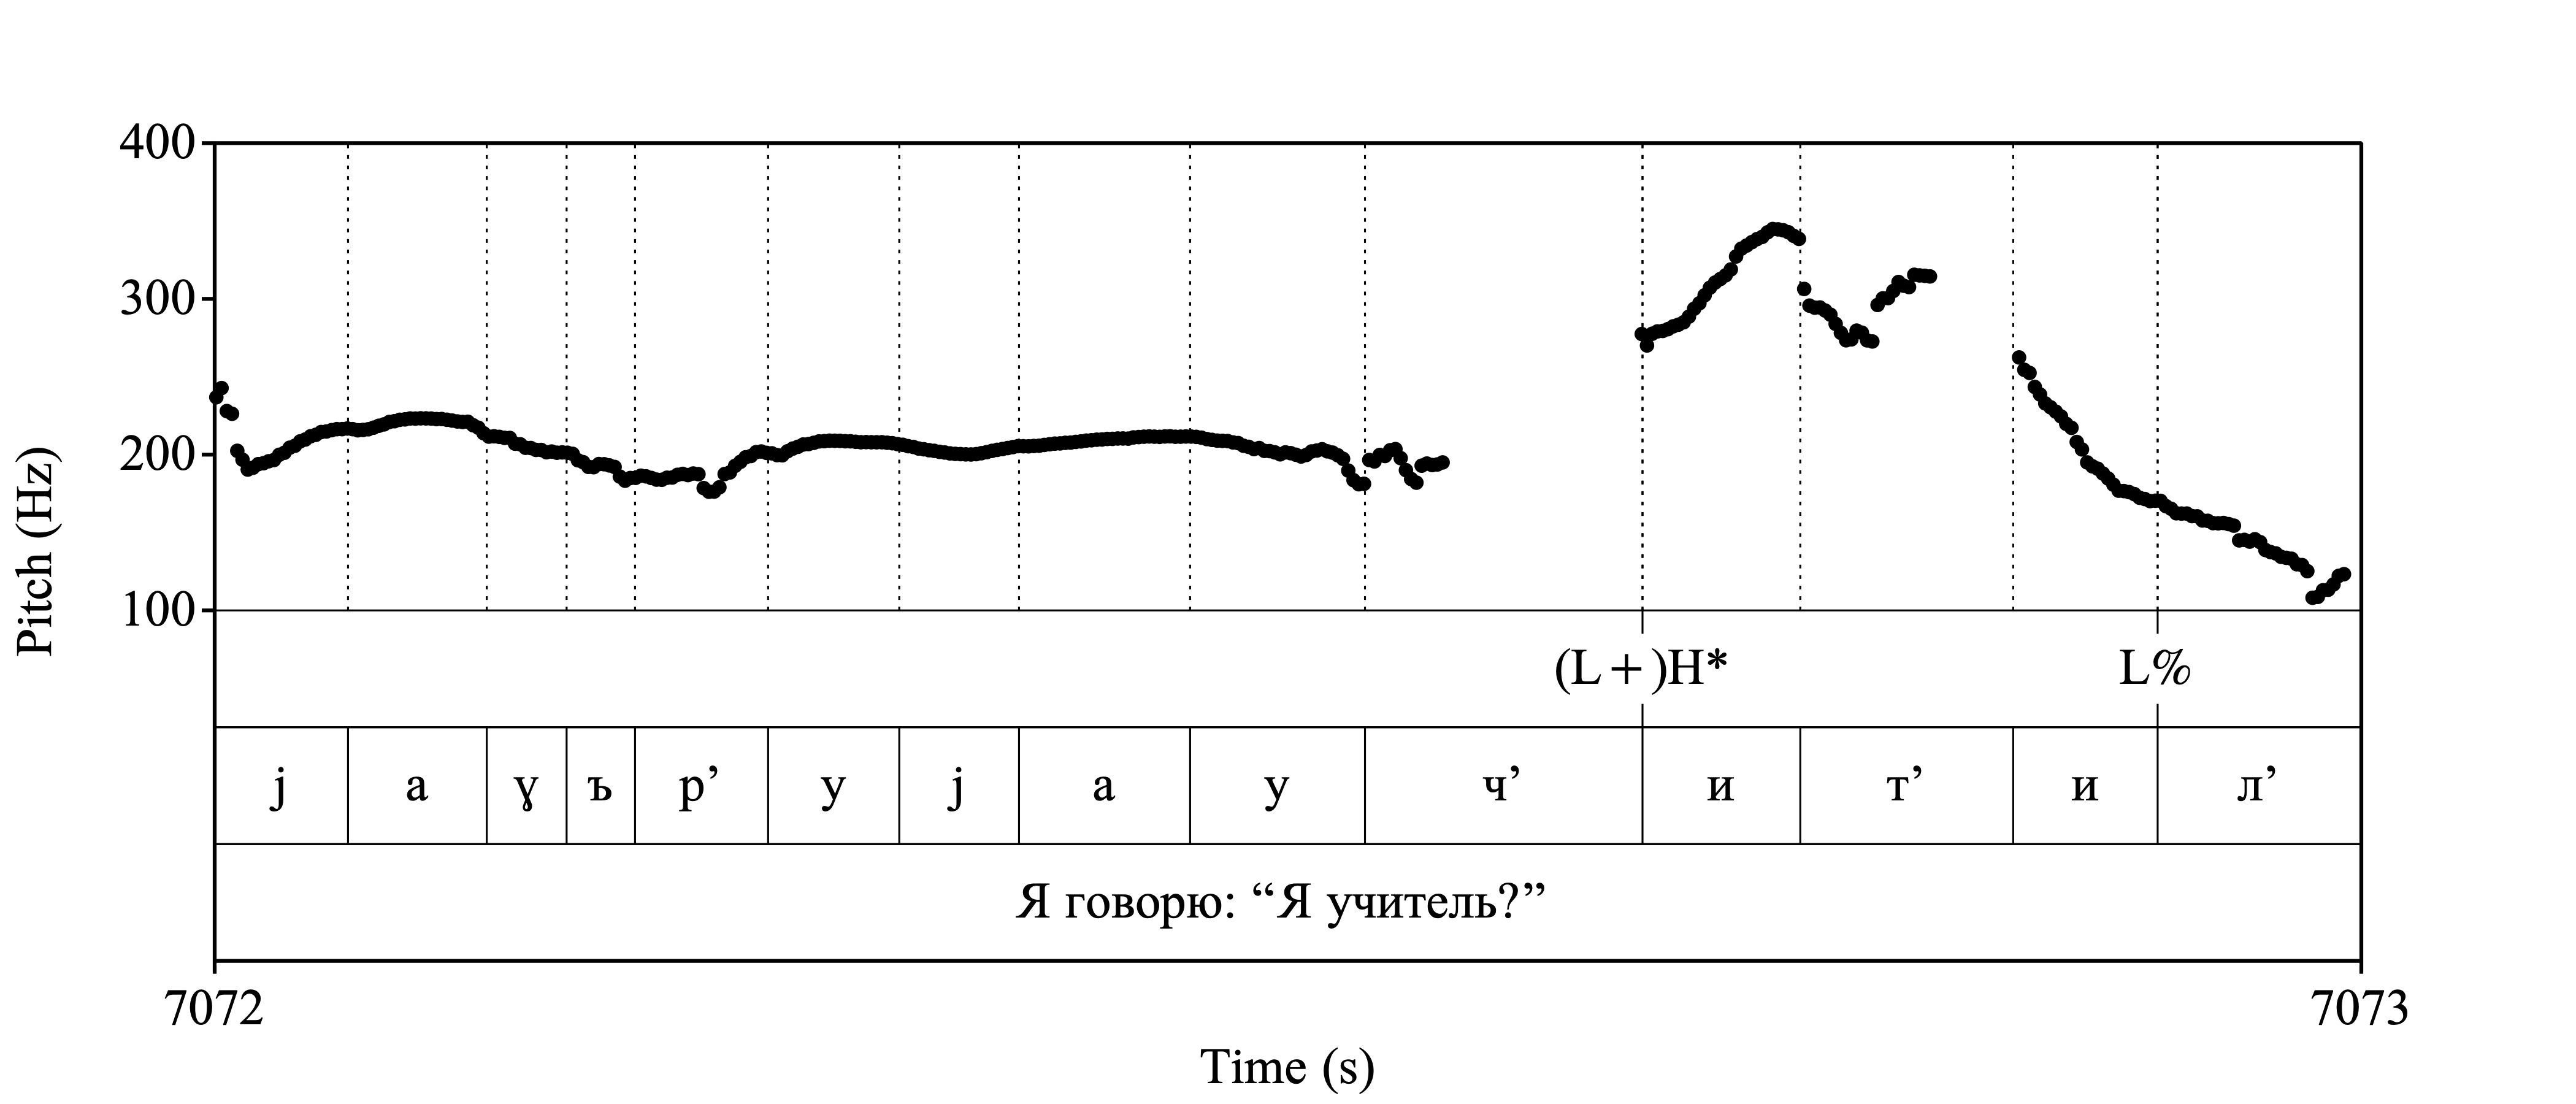 400
300
200
100
Pitch (Hz)
(L+)H* L%
j а ɣ ъ р’ у j а у ч’ и т’ и л’
Я говорю: “Я учитель?”
7072 7073
Time (s)